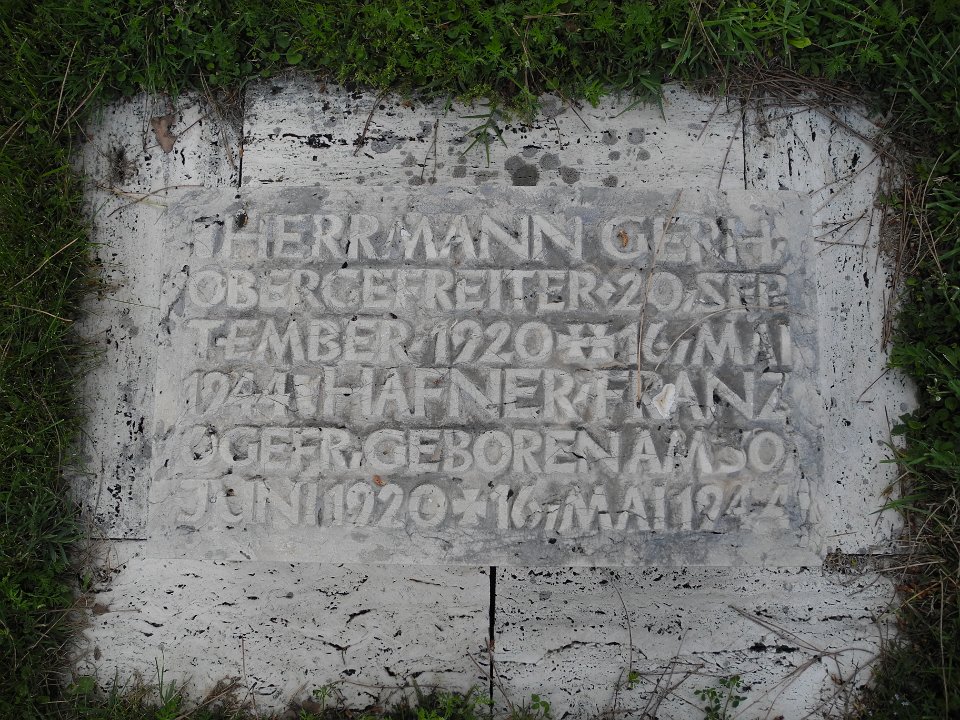 HERRMANN GERH.
OBERGEFREITER·20. SEP
TEMBER 1920 ✠ 16. MAI
1944 HAFNER, FRANZ
OGEFR. GEBOREN AM 30.
JUNI 1920 ✠ 16. MAI 1944